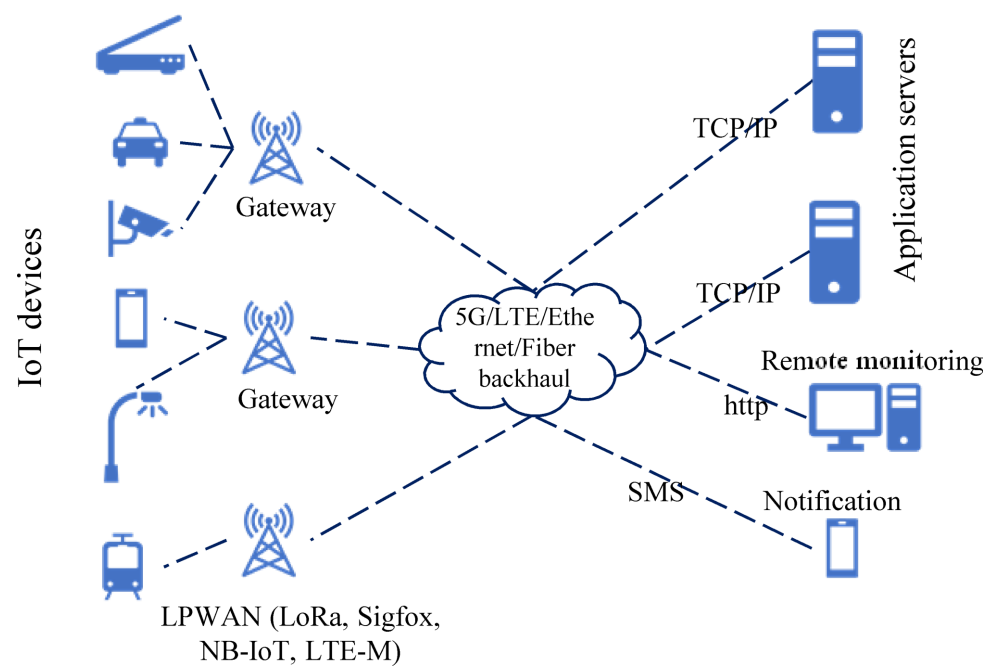 IoT devices
Gateway
Gateway
LPWAN (LoRa, Sigfox,
NB-IoT, LTE-M)
5G/LTE/Ethe
rnet/Fiber
backhaul
TCP/IP
TCP/IP
http
SMS
Application servers
Remote monitoring
Notification